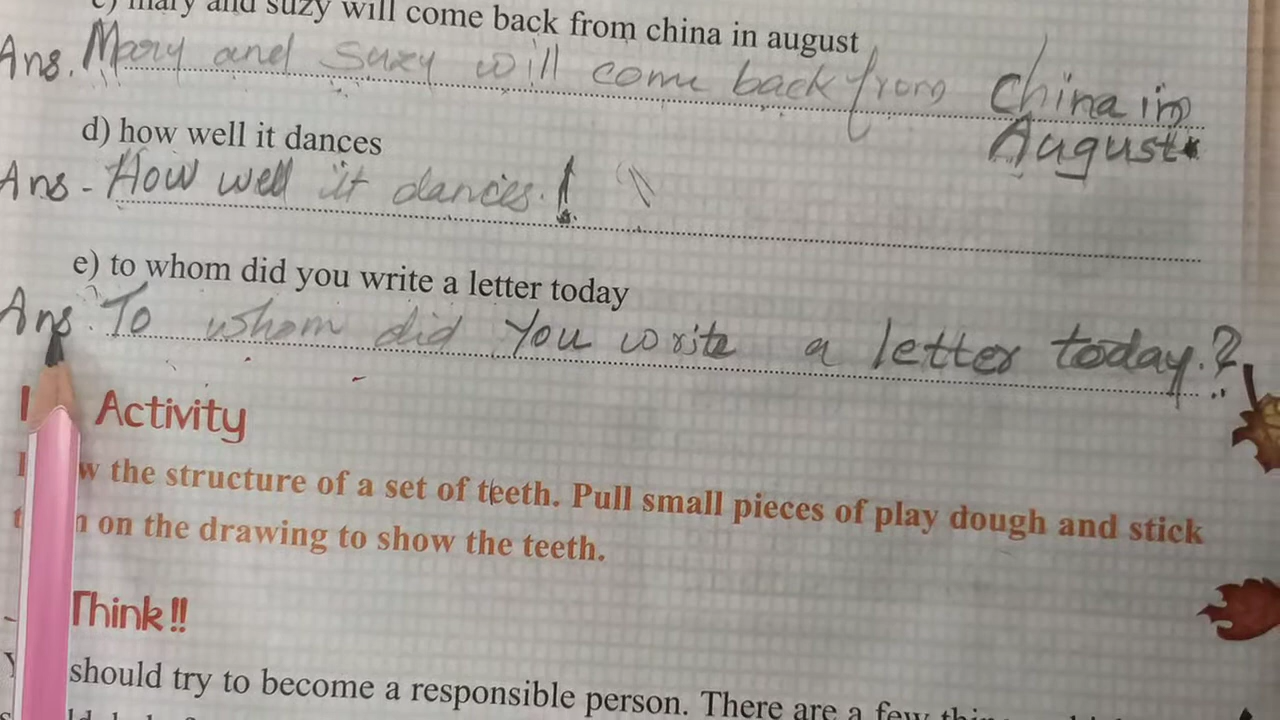 mary and suzy will come back from china in august
Ans. Mary and Suzy will come back from China in
August.
d) how well it dances
Ans - How well it dances.!
e) to whom did you write a letter today
Ans. To whom did you write a letter today.?
Activity
the structure of a set of teeth. Pull small pieces of play dough and stick
on the drawing to show the teeth.
Think!!
should try to become a responsible person. There are a few